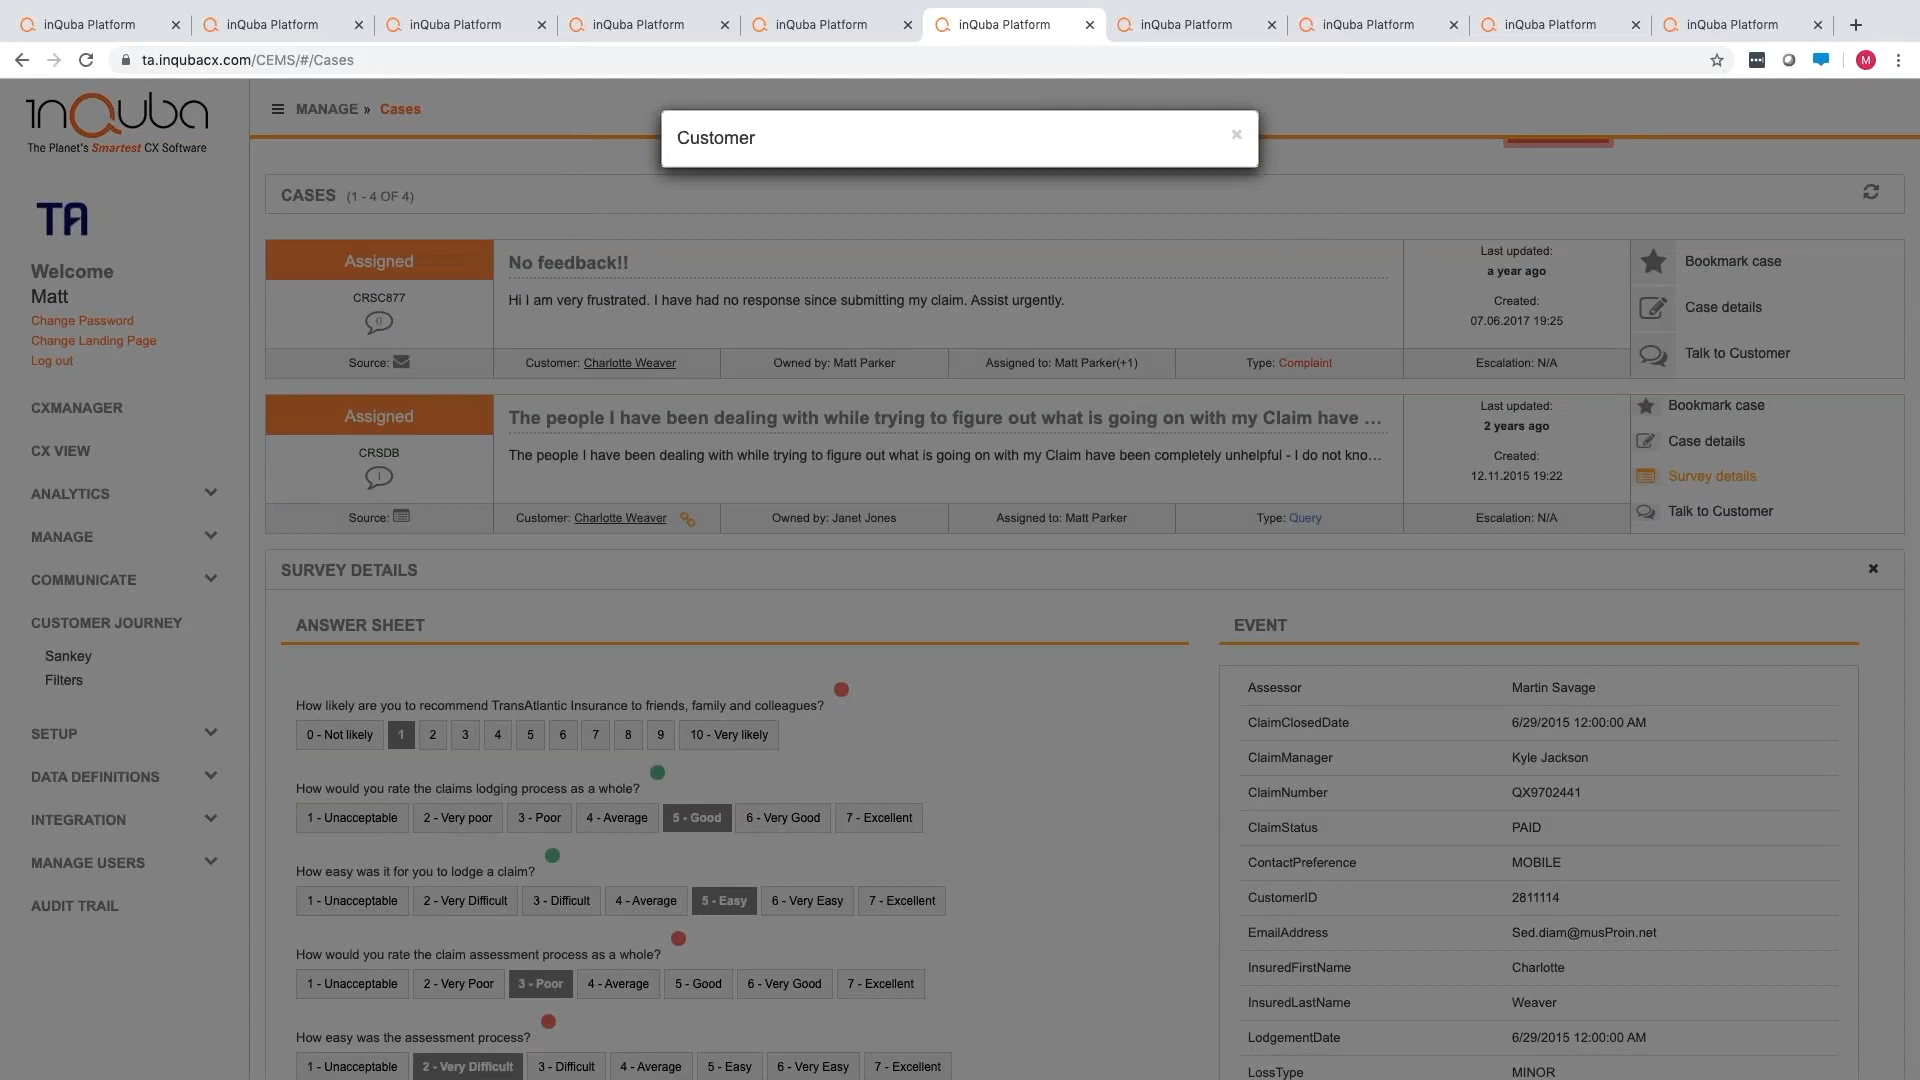 inQuba Platform
inQuba Platform
inQuba Platform
inQuba Platform
inQuba Platform
inQuba Platform
inQuba Platform
inQuba Platform
inQuba Platform
inQuba Platform
ta.inqubacx.com/CEMS/#/Cases
M
inQuba
The Planet's Smartest CX Software
TA
Welcome
Matt
Change Password
Change Landing Page
Log out
CXMANAGER
CX VIEW
ANALYTICS
MANAGE
COMMUNICATE
CUSTOMER JOURNEY
Sankey
Filters
SETUP
DATA DEFINITIONS
INTEGRATION
MANAGE USERS
AUDIT TRAIL
MANAGE » Cases
Customer
CASES (1 - 4 OF 4)
Assigned
CRSC877
0
Source:
No feedback!!
Hi I am very frustrated. I have had no response since submitting my claim. Assist urgently.
Customer: Charlotte Weaver
Owned by: Matt Parker
Assigned to: Matt Parker(+1)
Type: Complaint
Last updated:
a year ago
Created:
07.06.2017 19:25
Escalation: N/A
Bookmark case
Case details
Talk to Customer
Assigned
CRSDB
1
Source:
The people I have been dealing with while trying to figure out what is going on with my Claim have ...
The people I have been dealing with while trying to figure out what is going on with my Claim have been completely unhelpful - I do not kno...
Customer: Charlotte Weaver
Owned by: Janet Jones
Assigned to: Matt Parker
Type: Query
Last updated:
2 years ago
Created:
12.11.2015 19:22
Escalation: N/A
Bookmark case
Case details
Survey details
Talk to Customer
SURVEY DETAILS
ANSWER SHEET
How likely are you to recommend TransAtlantic Insurance to friends, family and colleagues?
0 - Not likely 1 2 3 4 5 6 7 8 9 10 - Very likely
How would you rate the claims lodging process as a whole?
1 - Unacceptable 2 - Very poor 3 - Poor 4 - Average 5 - Good 6 - Very Good 7 - Excellent
How easy was it for you to lodge a claim?
1 - Unacceptable 2 - Very Difficult 3 - Difficult 4 - Average 5 - Easy 6 - Very Easy 7 - Excellent
How would you rate the claim assessment process as a whole?
1 - Unacceptable 2 - Very Poor 3 - Poor 4 - Average 5 - Good 6 - Very Good 7 - Excellent
How easy was the assessment process?
1 - Unacceptable 2 - Very Difficult 3 - Difficult 4 - Average 5 - Easy 6 - Very Easy 7 - Excellent
EVENT
Assessor Martin Savage
ClaimClosedDate 6/29/2015 12:00:00 AM
ClaimManager Kyle Jackson
ClaimNumber QX9702441
ClaimStatus PAID
ContactPreference MOBILE
CustomerID 2811114
EmailAddress Sed.diam@musProin.net
InsuredFirstName Charlotte
InsuredLastName Weaver
LodgementDate 6/29/2015 12:00:00 AM
LossType MINOR